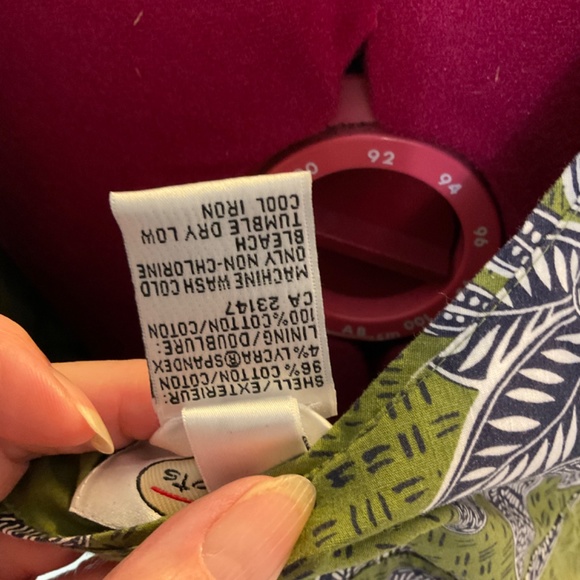 SHELL/EXTERIEUR:
96% COTTON/COTON
4% LYCRA®SPANDEX
LINING/DOUBLURE:
100%COTTON/COTON
CA 23147
MACHINE WASH COLD
ONLY NON-CHLORINE
BLEACH
TUMBLE DRY LOW
COOL IRON
92
94
96